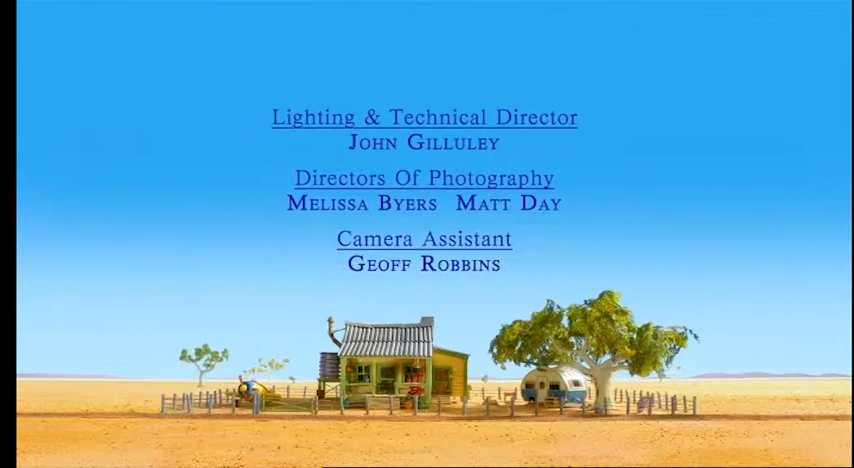 Lighting & Technical Director
John Gilluley
Directors Of Photography
Melissa Byers Matt Day
Camera Assistant
Geoff Robbins